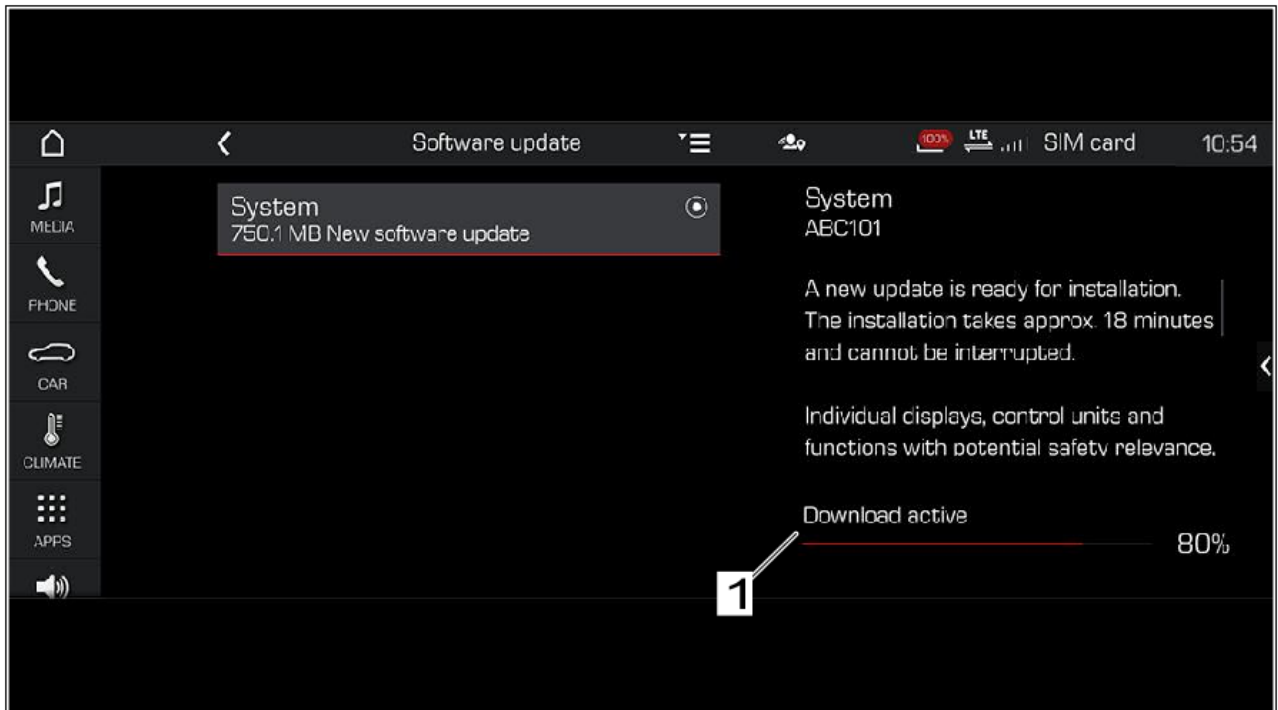 Software update
100%
LTE
SIM card
10:54
MEDIA
PHONE
CAR
CLIMATE
APPS
System
750.1 MB New software update
System
ABC101
A new update is ready for installation.
The installation takes approx. 18 minutes
and cannot be interrupted.
Individual displays, control units and
functions with potential safety relevance.
Download active
80%
1